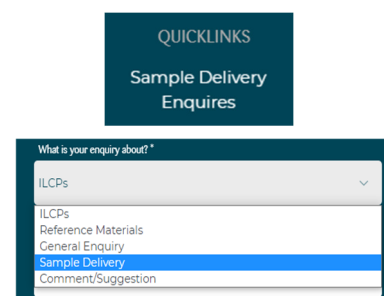 QUICKLINKS
Sample Delivery
Enquires
What is your enquiry about? *
ILCPs
ILCPs
Reference Materials
General Enquiry
Sample Delivery
Comment/Suggestion